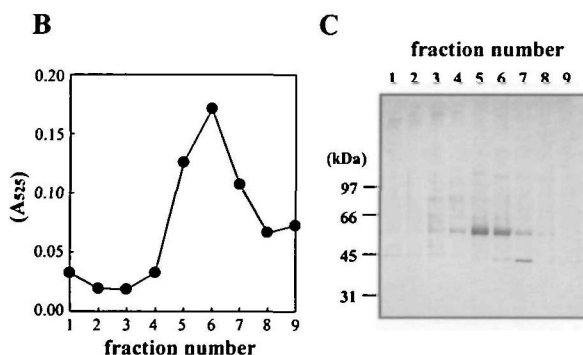 B
0.20
0.15
0.10
0.05
0.00
(A525)
1 2 3 4 5 6 7 8 9
fraction number
C
fraction number
1 2 3 4 5 6 7 8 9
(kDa)
97
66
45
31